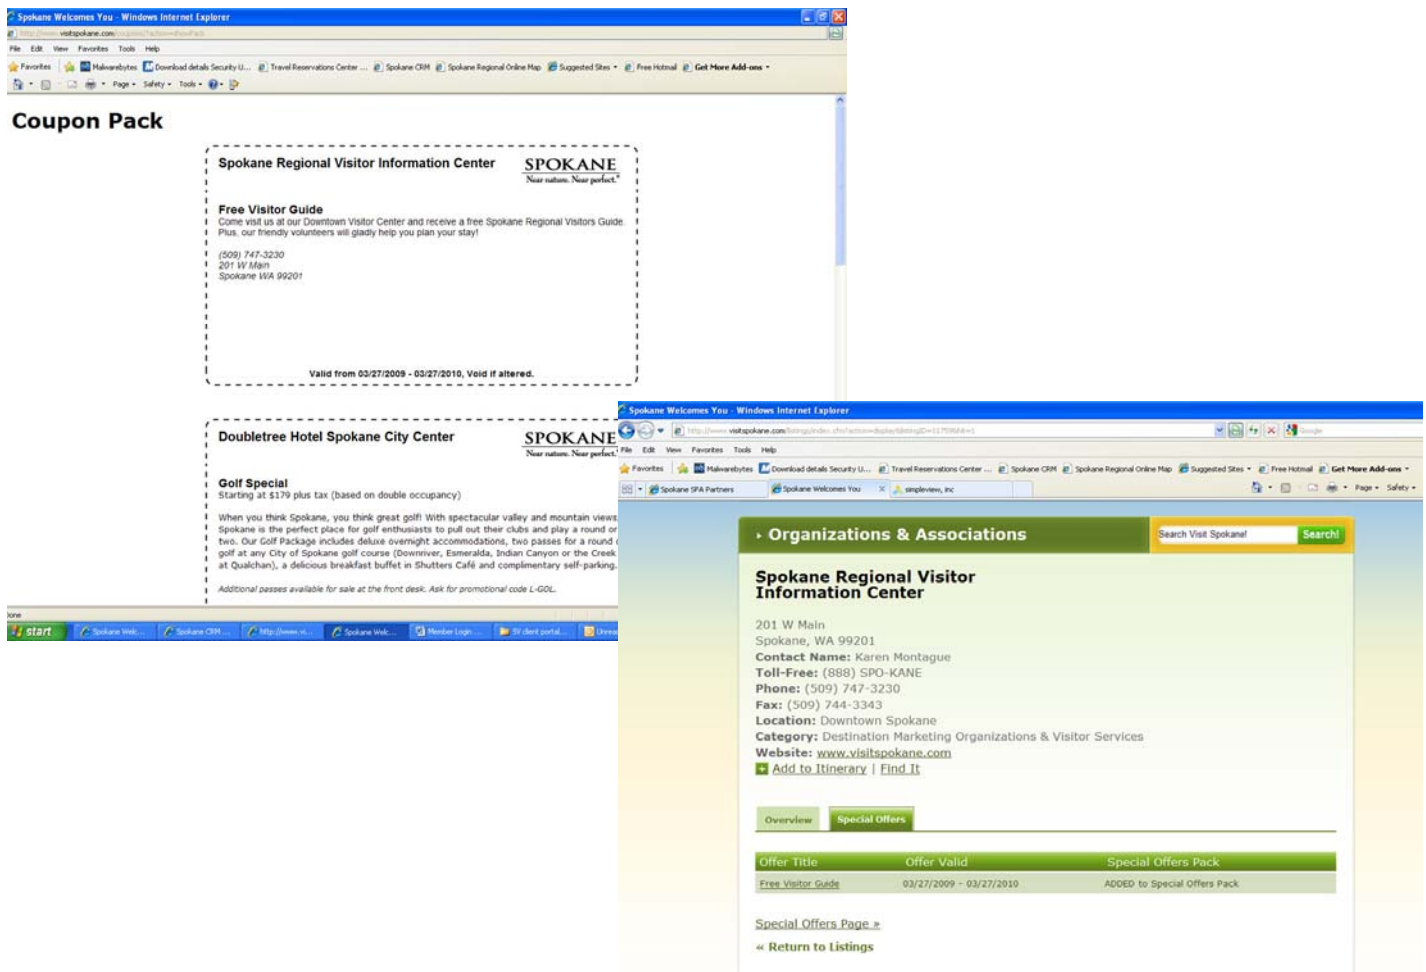 Spokane Welcomes You - Windows Internet Explorer
File Edit View Favorites Tools Help
Favorites Malwarebytes Download details Security U... Travel Reservations Center ... Spokane CRM Spokane Regional Online Map Suggested Sites Free Hotmail Get More Add-ons
Page Safety Tools
Coupon Pack
Spokane Regional Visitor Information Center
SPOKANE
Near nature. Near perfect.®
Free Visitor Guide
Come visit us at our Downtown Visitor Center and receive a free Spokane Regional Visitors Guide.
Plus, our friendly volunteers will gladly help you plan your stay!
(509) 747-3230
201 W Main
Spokane WA 99201
Valid from 03/27/2009 - 03/27/2010, Void if altered.
Doubletree Hotel Spokane City Center
SPOKANE
Near nature. Near perfect.
Golf Special
Starting at $179 plus tax (based on double occupancy)
When you think Spokane, you think great golf! With spectacular valley and mountain views
Spokane is the perfect place for golf enthusiasts to pull out their clubs and play a round or
two. Our Golf Package includes deluxe overnight accommodations, two passes for a round
golf at any City of Spokane golf course (Downriver, Esmeralda, Indian Canyon or the Creek
at Qualchan), a delicious breakfast buffet in Shutters Café and complimentary self-parking.
Additional passes available for sale at the front desk. Ask for promotional code L-GOL.
start Spokane Welc... Spokane CRM ... http://www.vi... Spokane Welc... Member Login ... SV client portal...
Spokane Welcomes You - Windows Internet Explorer
Google
File Edit View Favorites Tools Help
Favorites Malwarebytes Download details Security U... Travel Reservations Center ... Spokane CRM Spokane Regional Online Map Suggested Sites Free Hotmail Get More Add-ons
Spokane SFA Partners Spokane Welcomes You simpleview, inc Page Safety
Organizations & Associations
Search Visit Spokane! Search!
Spokane Regional Visitor
Information Center
201 W Main
Spokane, WA 99201
Contact Name: Karen Montague
Toll-Free: (888) SPO-KANE
Phone: (509) 747-3230
Fax: (509) 744-3343
Location: Downtown Spokane
Category: Destination Marketing Organizations & Visitor Services
Website: www.visitspokane.com
Add to Itinerary | Find It
Overview Special Offers
Offer Title Offer Valid Special Offers Pack
Free Visitor Guide 03/27/2009 - 03/27/2010 ADDED to Special Offers Pack
Special Offers Page »
« Return to Listings